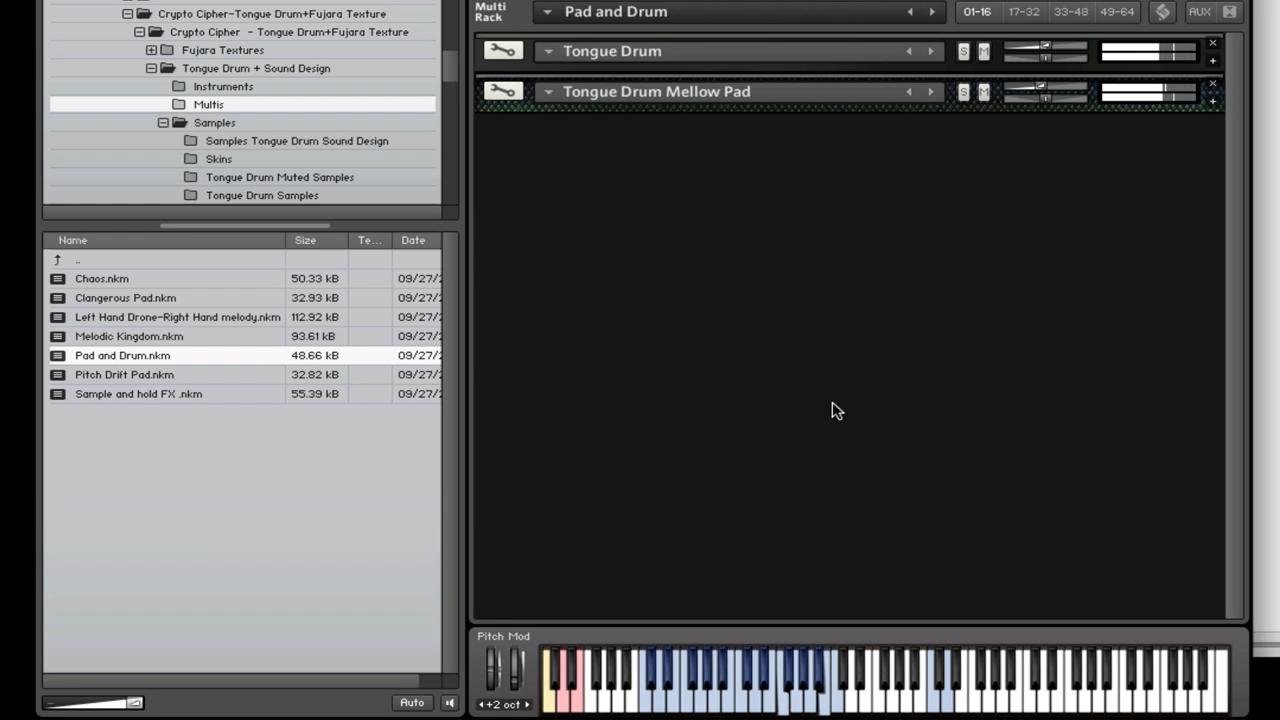 Crypto Cipher-Tongue Drum+Fujara Texture
Crypto Cipher - Tongue Drum+Fujara Texture
Fujara Textures
Tongue Drum + Sound Design
Instruments
Multis
Samples
Samples Tongue Drum Sound Design
Skins
Tongue Drum Muted Samples
Tongue Drum Samples
Name Size Te... Date
..
Chaos.nkm 50.33 kB 09/27/
Clangerous Pad.nkm 32.93 kB 09/27/
Left Hand Drone-Right Hand melody.nkm 112.92 kB 09/27/
Melodic Kingdom.nkm 93.61 kB 09/27/
Pad and Drum.nkm 48.66 kB 09/27/
Pitch Drift Pad.nkm 32.82 kB 09/27/
Sample and hold FX .nkm 55.39 kB 09/27/
Auto
Multi
Rack
Pad and Drum
01-16 17-32 33-48 49-64 AUX
Tongue Drum S M
Tongue Drum Mellow Pad S M
Pitch Mod
+2 oct